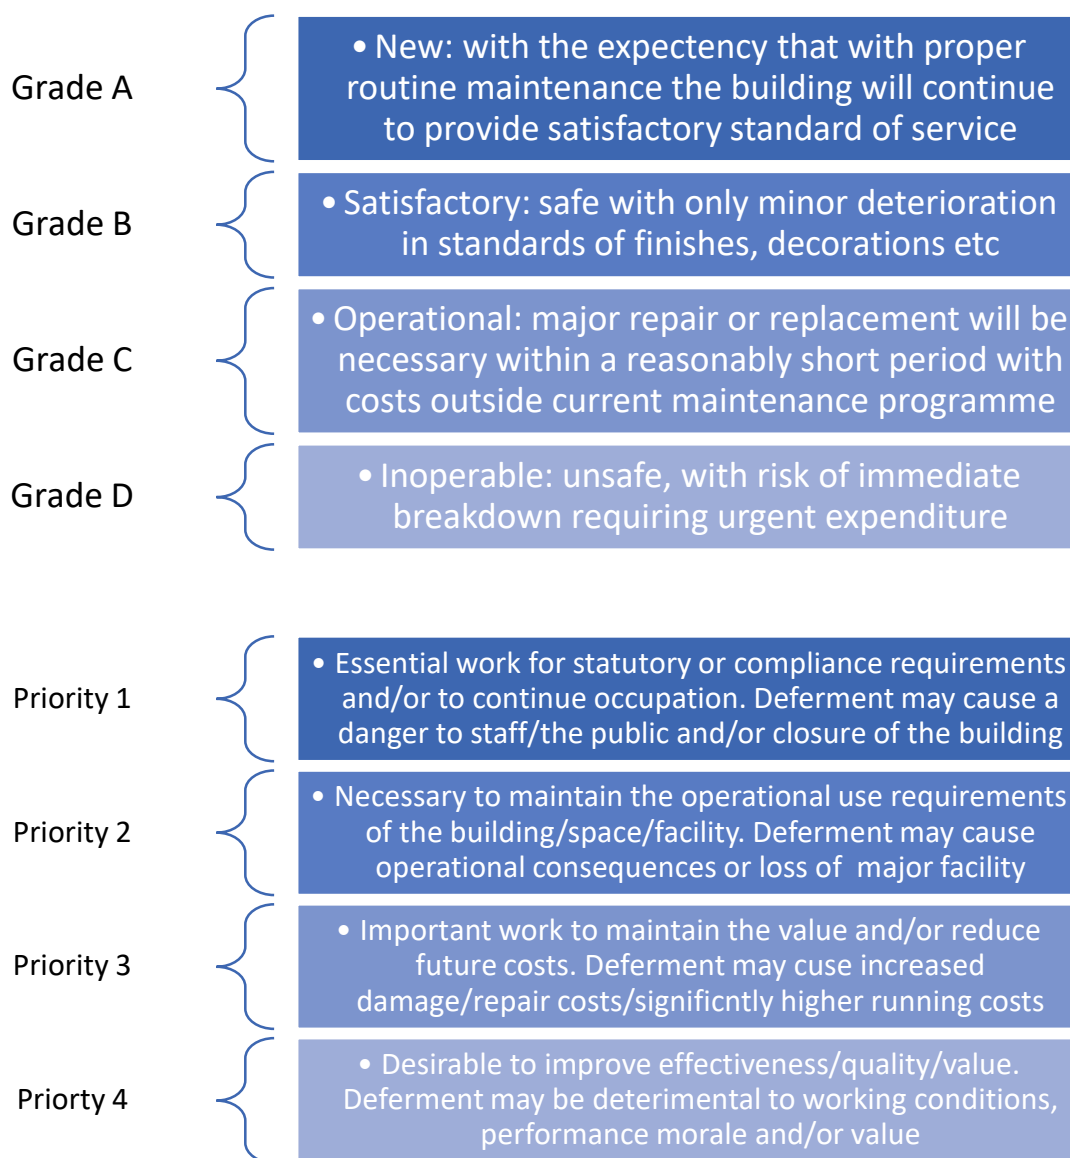 Grade A
• New: with the expectency that with proper
routine maintenance the building will continue
to provide satisfactory standard of service
Grade B
• Satisfactory: safe with only minor deterioration
in standards of finishes, decorations etc
Grade C
• Operational: major repair or replacement will be
necessary within a reasonably short period with
costs outside current maintenance programme
Grade D
• Inoperable: unsafe, with risk of immediate
breakdown requiring urgent expenditure
Priority 1
• Essential work for statutory or compliance requirements
and/or to continue occupation. Deferment may cause a
danger to staff/the public and/or closure of the building
Priority 2
• Necessary to maintain the operational use requirements
of the building/space/facility. Deferment may cause
operational consequences or loss of major facility
Priority 3
• Important work to maintain the value and/or reduce
future costs. Deferment may cuse increased
damage/repair costs/significntly higher running costs
Priorty 4
• Desirable to improve effectiveness/quality/value.
Deferment may be deterimental to working conditions,
performance morale and/or value